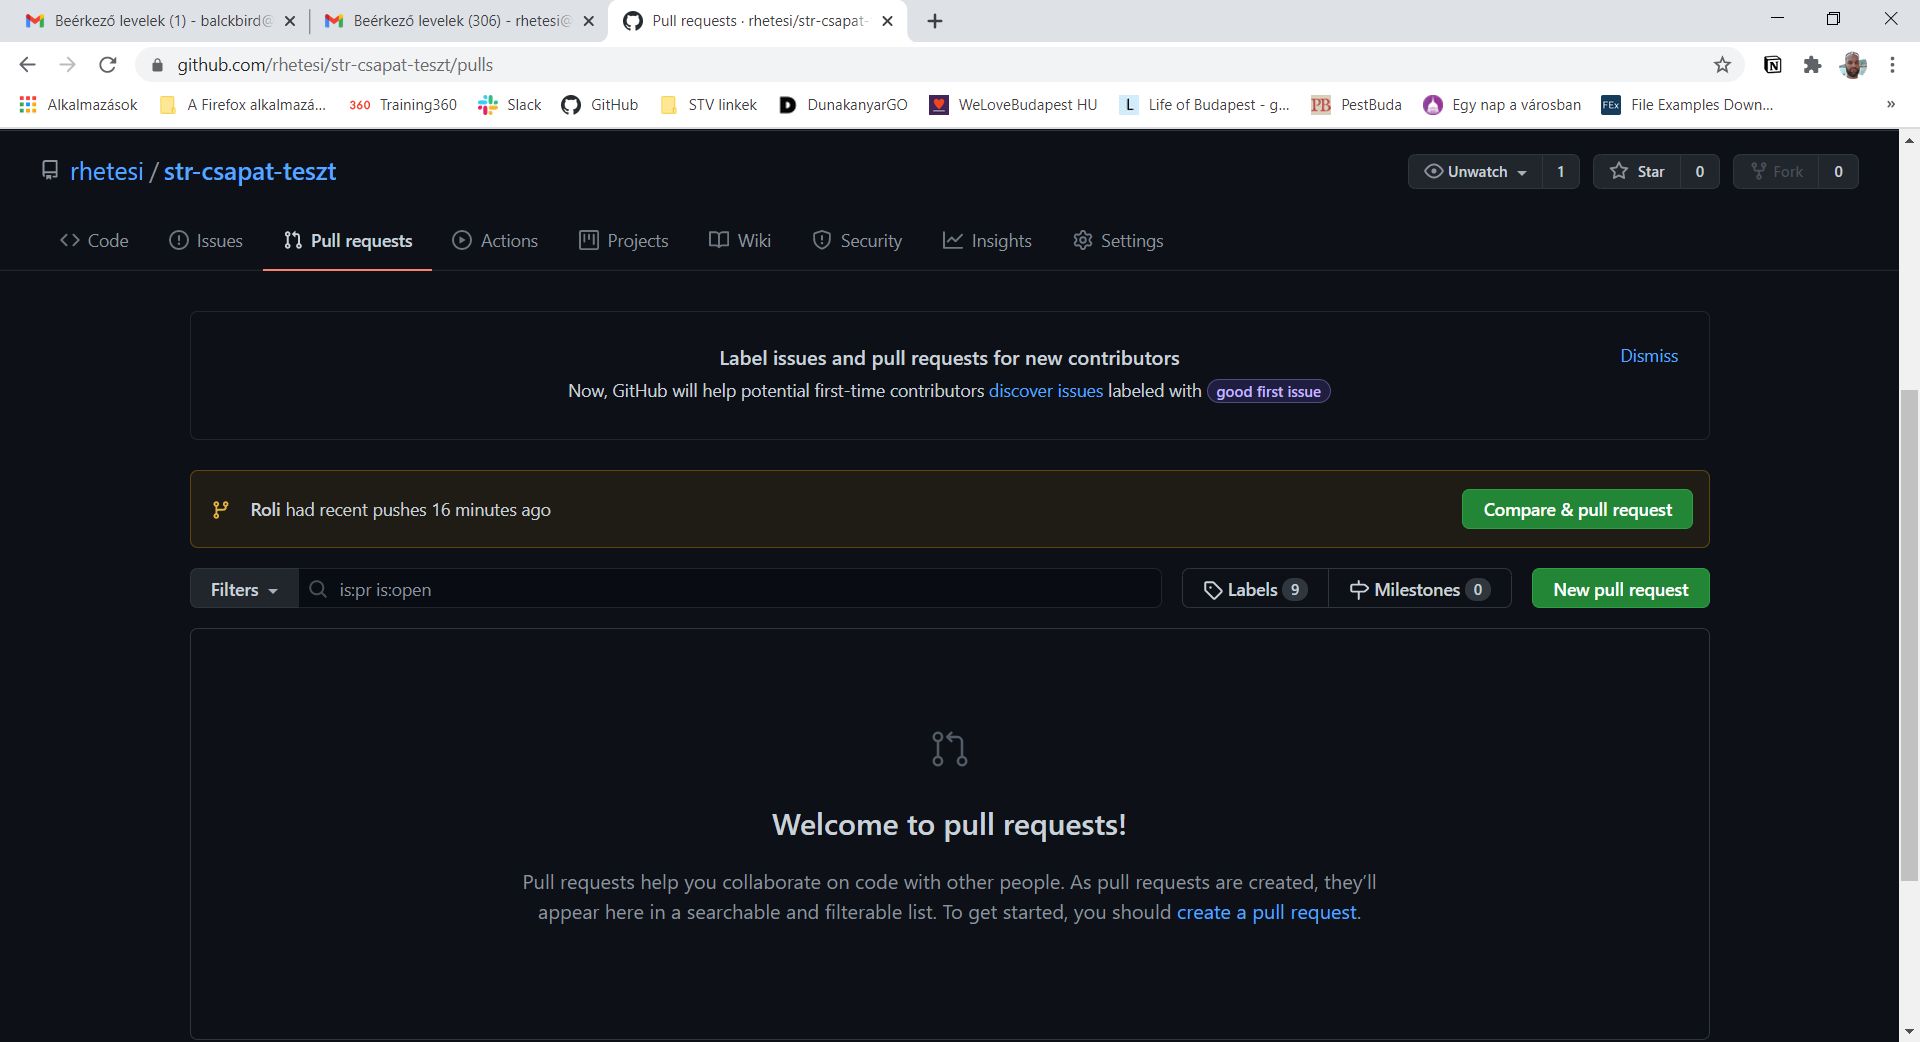 Beérkező levelek (1) - balckbird@
Beérkező levelek (306) - rhetesi@
Pull requests · rhetesi/str-csapat-
github.com/rhetesi/str-csapat-teszt/pulls
Alkalmazások
A Firefox alkalmazá...
360 Training360
Slack
GitHub
STV linkek
D DunakanyarGO
WeLoveBudapest HU
L Life of Budapest - g...
PB PestBuda
Egy nap a városban
FEx File Examples Down...
»
rhetesi / str-csapat-teszt
Unwatch 1
Star 0
Fork 0
Code
Issues
Pull requests
Actions
Projects
Wiki
Security
Insights
Settings
Label issues and pull requests for new contributors
Dismiss
Now, GitHub will help potential first-time contributors discover issues labeled with good first issue
Roli had recent pushes 16 minutes ago
Compare & pull request
Filters
is:pr is:open
Labels 9
Milestones 0
New pull request
Welcome to pull requests!
Pull requests help you collaborate on code with other people. As pull requests are created, they'll
appear here in a searchable and filterable list. To get started, you should create a pull request.